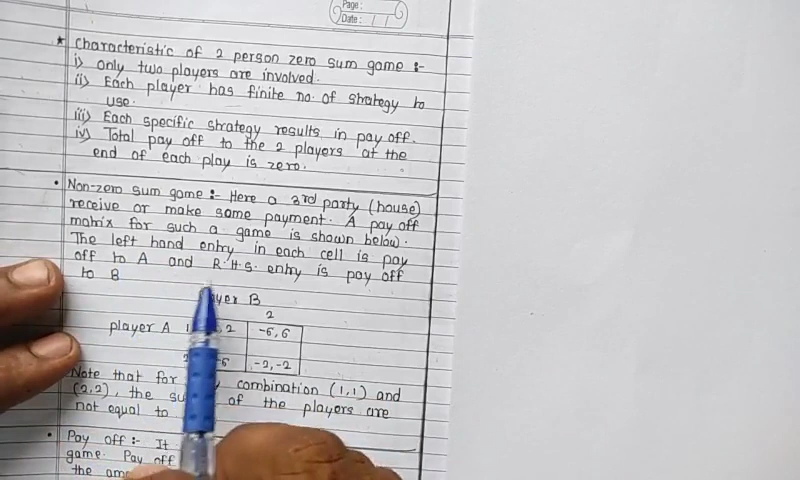 Page:
Date: / /
* Characteristic of 2 person zero sum game :-
i) only two players are involved.
ii) Each player has finite no. of strategy to
use.
iii) Each specific strategy results in pay off.
iv) Total pay off to the 2 players at the
end of each play is zero.
• Non-zero sum game :- Here a 3rd party (house)
receive or make some payment. A pay off
matrix for such a game is shown below.
The left hand entry in each cell is pay
off to A and R.H.S. entry is pay off
to B
B
2
player A 1 , 2 -6, 6
-6 -2, -2
Note that for combination (1,1) and
(2,2), the of the players are
not equal to
• Pay off :- It
game. Pay off
the